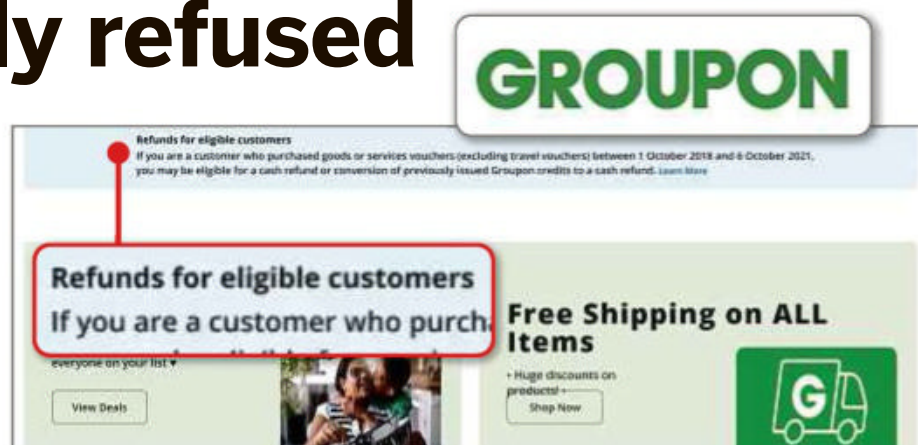 ly refused
GROUPON
Refunds for eligible customers
If you are a customer who purchased goods or services vouchers (excluding travel vouchers) between 1 October 2018 and 6 October 2021,
you may be eligible for a cash refund or conversion of previously issued Groupon credits to a cash refund. Learn More
Refunds for eligible customers
If you are a customer who purch
everyone on your list ♥
View Deals
Free Shipping on ALL
Items
• Huge discounts on
products! •
Shop Now
G